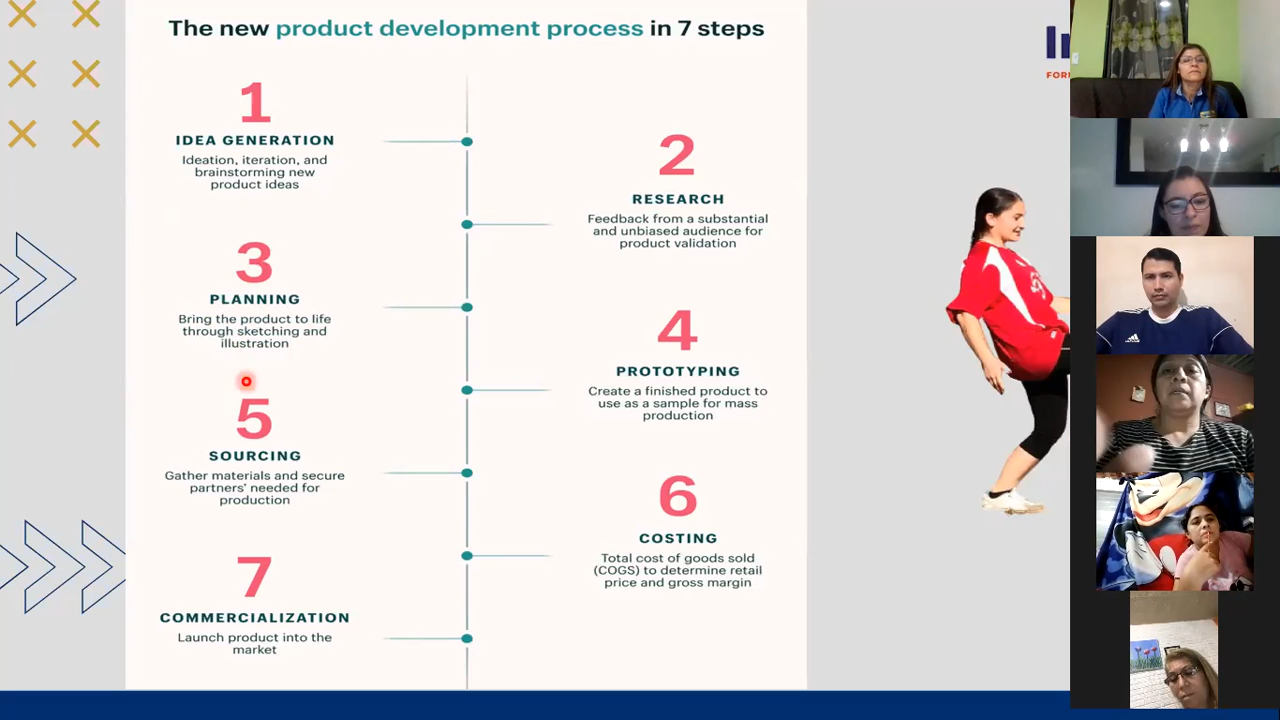 The new product development process in 7 steps
1
IDEA GENERATION
Ideation, iteration, and
brainstorming new
product ideas
2
RESEARCH
Feedback from a substantial
and unbiased audience for
product validation
3
PLANNING
Bring the product to life
through sketching and
illustration
4
PROTOTYPING
Create a finished product to
use as a sample for mass
production
5
SOURCING
Gather materials and secure
partners' needed for
production
6
COSTING
Total cost of goods sold
(COGS) to determine retail
price and gross margin
7
COMMERCIALIZATION
Launch product into the
market